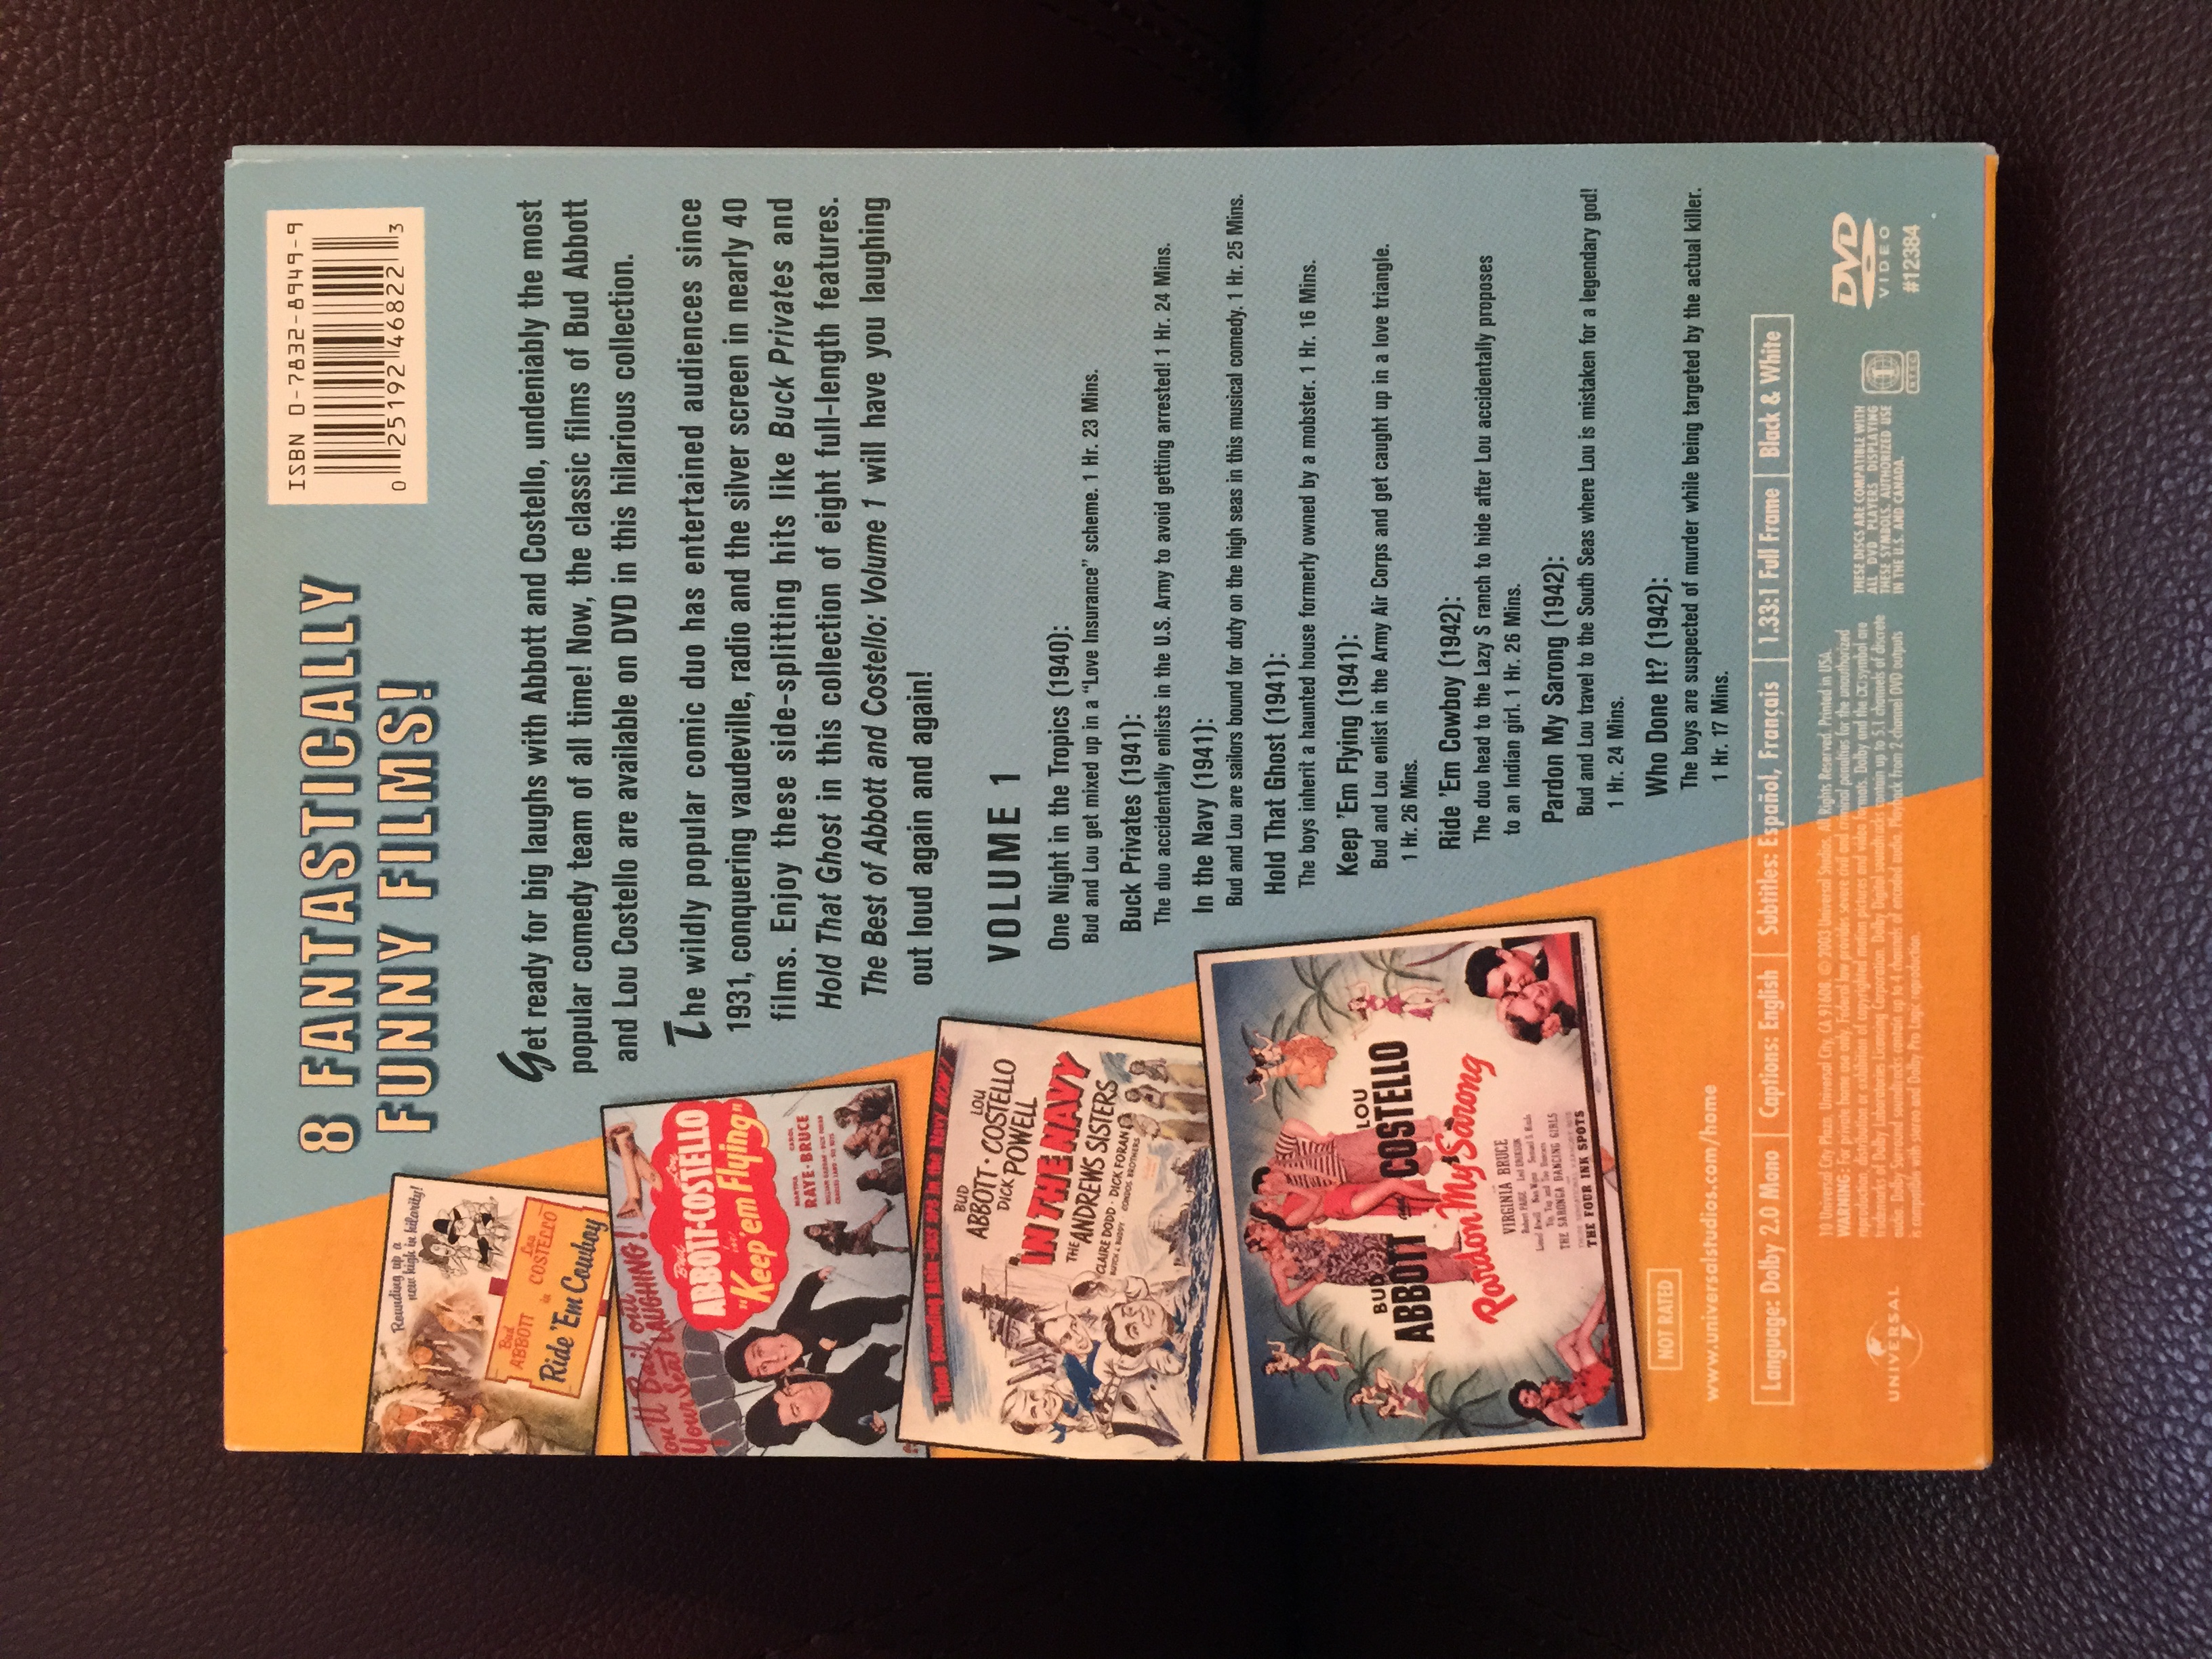 8 FANTASTICALLY
FUNNY FILMS!
ISBN 0-7832-8949-9
0 25192 46822 3
Get ready for big laughs with Abbott and Costello, undeniably the most
popular comedy team of all time! Now, the classic films of Bud Abbott
and Lou Costello are available on DVD in this hilarious collection.
The wildly popular comic duo has entertained audiences since
1931, conquering vaudeville, radio and the silver screen in nearly 40
films. Enjoy these side-splitting hits like Buck Privates and
Hold That Ghost in this collection of eight full-length features.
The Best of Abbott and Costello: Volume 1 will have you laughing
out loud again and again!
VOLUME 1
One Night in the Tropics (1940):
Bud and Lou get mixed up in a “Love Insurance” scheme. 1 Hr. 23 Mins.
Buck Privates (1941):
The duo accidentally enlists in the U.S. Army to avoid getting arrested! 1 Hr. 24 Mins.
In the Navy (1941):
Bud and Lou are sailors bound for duty on the high seas in this musical comedy. 1 Hr. 25 Mins.
Hold That Ghost (1941):
The boys inherit a haunted house formerly owned by a mobster. 1 Hr. 16 Mins.
Keep ’Em Flying (1941):
Bud and Lou enlist in the Army Air Corps and get caught up in a love triangle.
1 Hr. 26 Mins.
Ride ’Em Cowboy (1942):
The duo head to the Lazy S ranch to hide after Lou accidentally proposes
to an Indian girl. 1 Hr. 26 Mins.
Pardon My Sarong (1942):
Bud and Lou travel to the South Seas where Lou is mistaken for a legendary god!
1 Hr. 24 Mins.
Who Done It? (1942):
The boys are suspected of murder while being targeted by the actual killer.
1 Hr. 17 Mins.
Rounding up a
new high in hilarity!
Bud
ABBOTT
Lou
COSTELLO
in
Ride 'Em Cowboy
ou'll Bail out
Your Seat LAUGHING!
Bud Lou
ABBOTT·COSTELLO
in
"Keep 'em Flying"
MARTHA CAROL
RAYE·BRUCE
Those Bounding Main-iacs are in the Navy NOW!
BUD LOU
ABBOTT·COSTELLO
DICK POWELL
IN THE NAVY
THE ANDREWS SISTERS
CLAIRE DODD · DICK FORAN
BUTCH & BUDDY CONDOS BROTHERS
BUD LOU
ABBOTT and COSTELLO
Pardon My Sarong
VIRGINIA BRUCE
Robert PAIGE Leif ERIKSON
Lionel Atwill Nan Wynn Samuel S. Hinds
Tip, Tap and Toe
THE SARONGA DANCING GIRLS
THE FOUR INK SPOTS
NOT RATED
www.universalstudios.com/home
Language: Dolby 2.0 Mono
Captions: English
Subtitles: Español, Français
1.33:1 Full Frame
Black & White
10 Universal City Plaza, Universal City, CA 91608. © 2003 Universal Studios. All Rights Reserved. Printed in USA.
WARNING: For private home use only. Federal law provides severe civil and criminal penalties for the unauthorized
reproduction, distribution or exhibition of copyrighted motion pictures and video formats. Dolby and the symbol are
trademarks of Dolby Laboratories Licensing Corporation. Dolby Digital soundtracks contain up to 5.1 channels of discrete
audio. Dolby Surround soundtracks contain up to 4 channels of encoded audio. Playback from 2-channel DVD outputs
is compatible with stereo and Dolby Pro Logic reproduction.
UNIVERSAL
THESE DISCS ARE COMPATIBLE WITH
ALL DVD PLAYERS DISPLAYING
THESE SYMBOLS. AUTHORIZED USE
IN THE U.S. AND CANADA.
1
NTSC
DVD
VIDEO
#12384